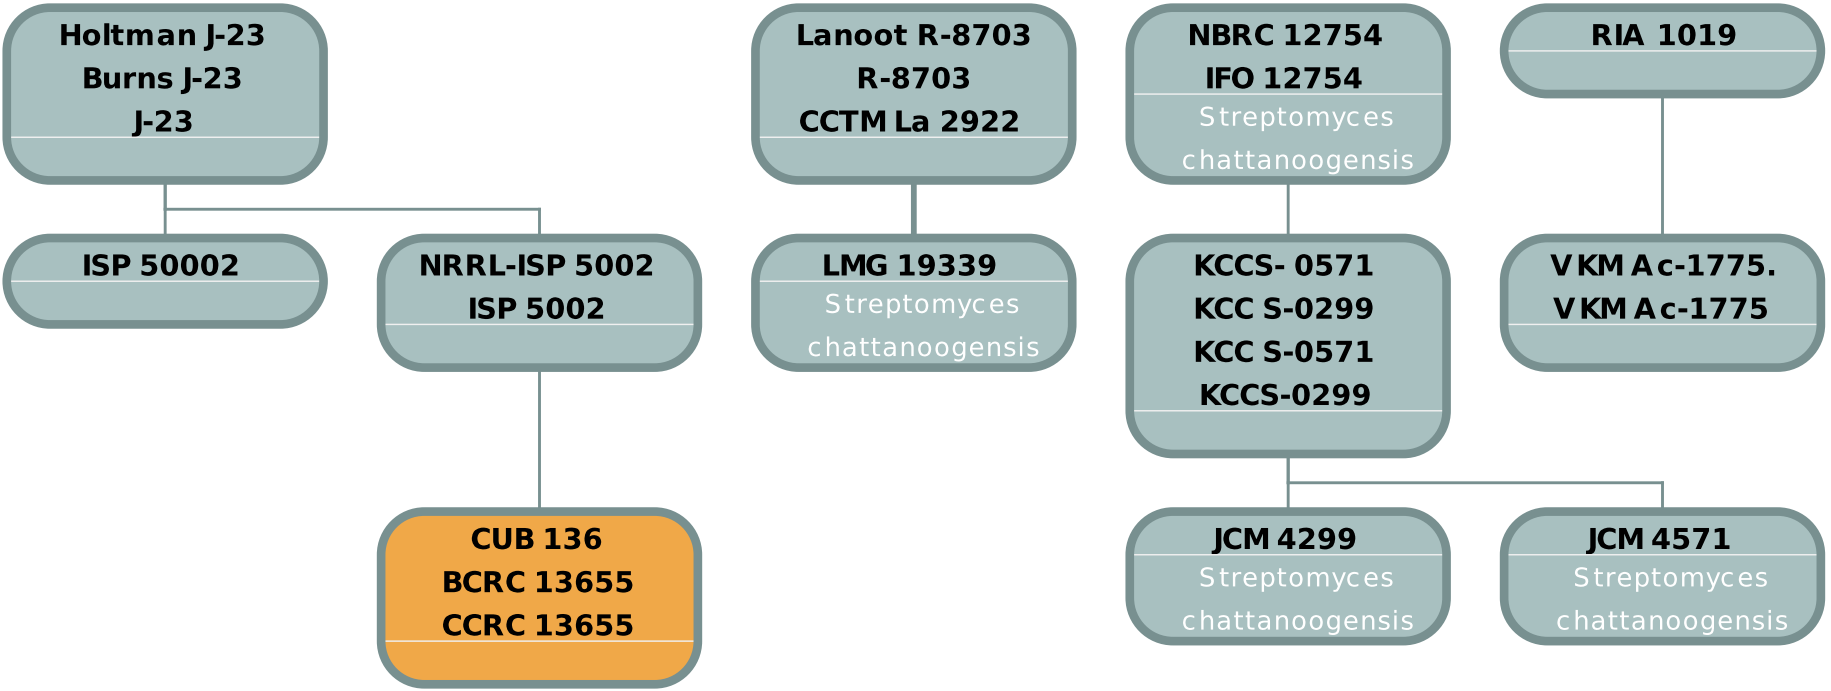 Holtman J-23
Burns J-23
J-23
Lanoot R-8703
R-8703
CCTM La 2922
NBRC 12754
IFO 12754
Streptomyces
chattanoogensis
RIA 1019
ISP 50002
NRRL-ISP 5002
ISP 5002
LMG 19339
Streptomyces
chattanoogensis
KCCS- 0571
KCC S-0299
KCC S-0571
KCCS-0299
VKM Ac-1775.
VKM Ac-1775
CUB 136
BCRC 13655
CCRC 13655
JCM 4299
Streptomyces
chattanoogensis
JCM 4571
Streptomyces
chattanoogensis